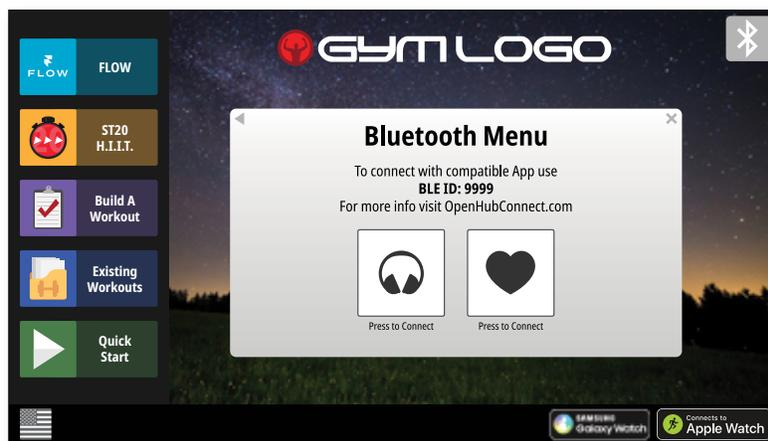 GYM LOGO
FLOW
FLOW
ST20
H.I.I.T.
Build A
Workout
Existing
Workouts
Quick
Start
Bluetooth Menu
To connect with compatible App use
BLE ID: 9999
For more info visit OpenHubConnect.com
Press to Connect
Press to Connect
SAMSUNG
Galaxy Watch
Connects to
Apple Watch